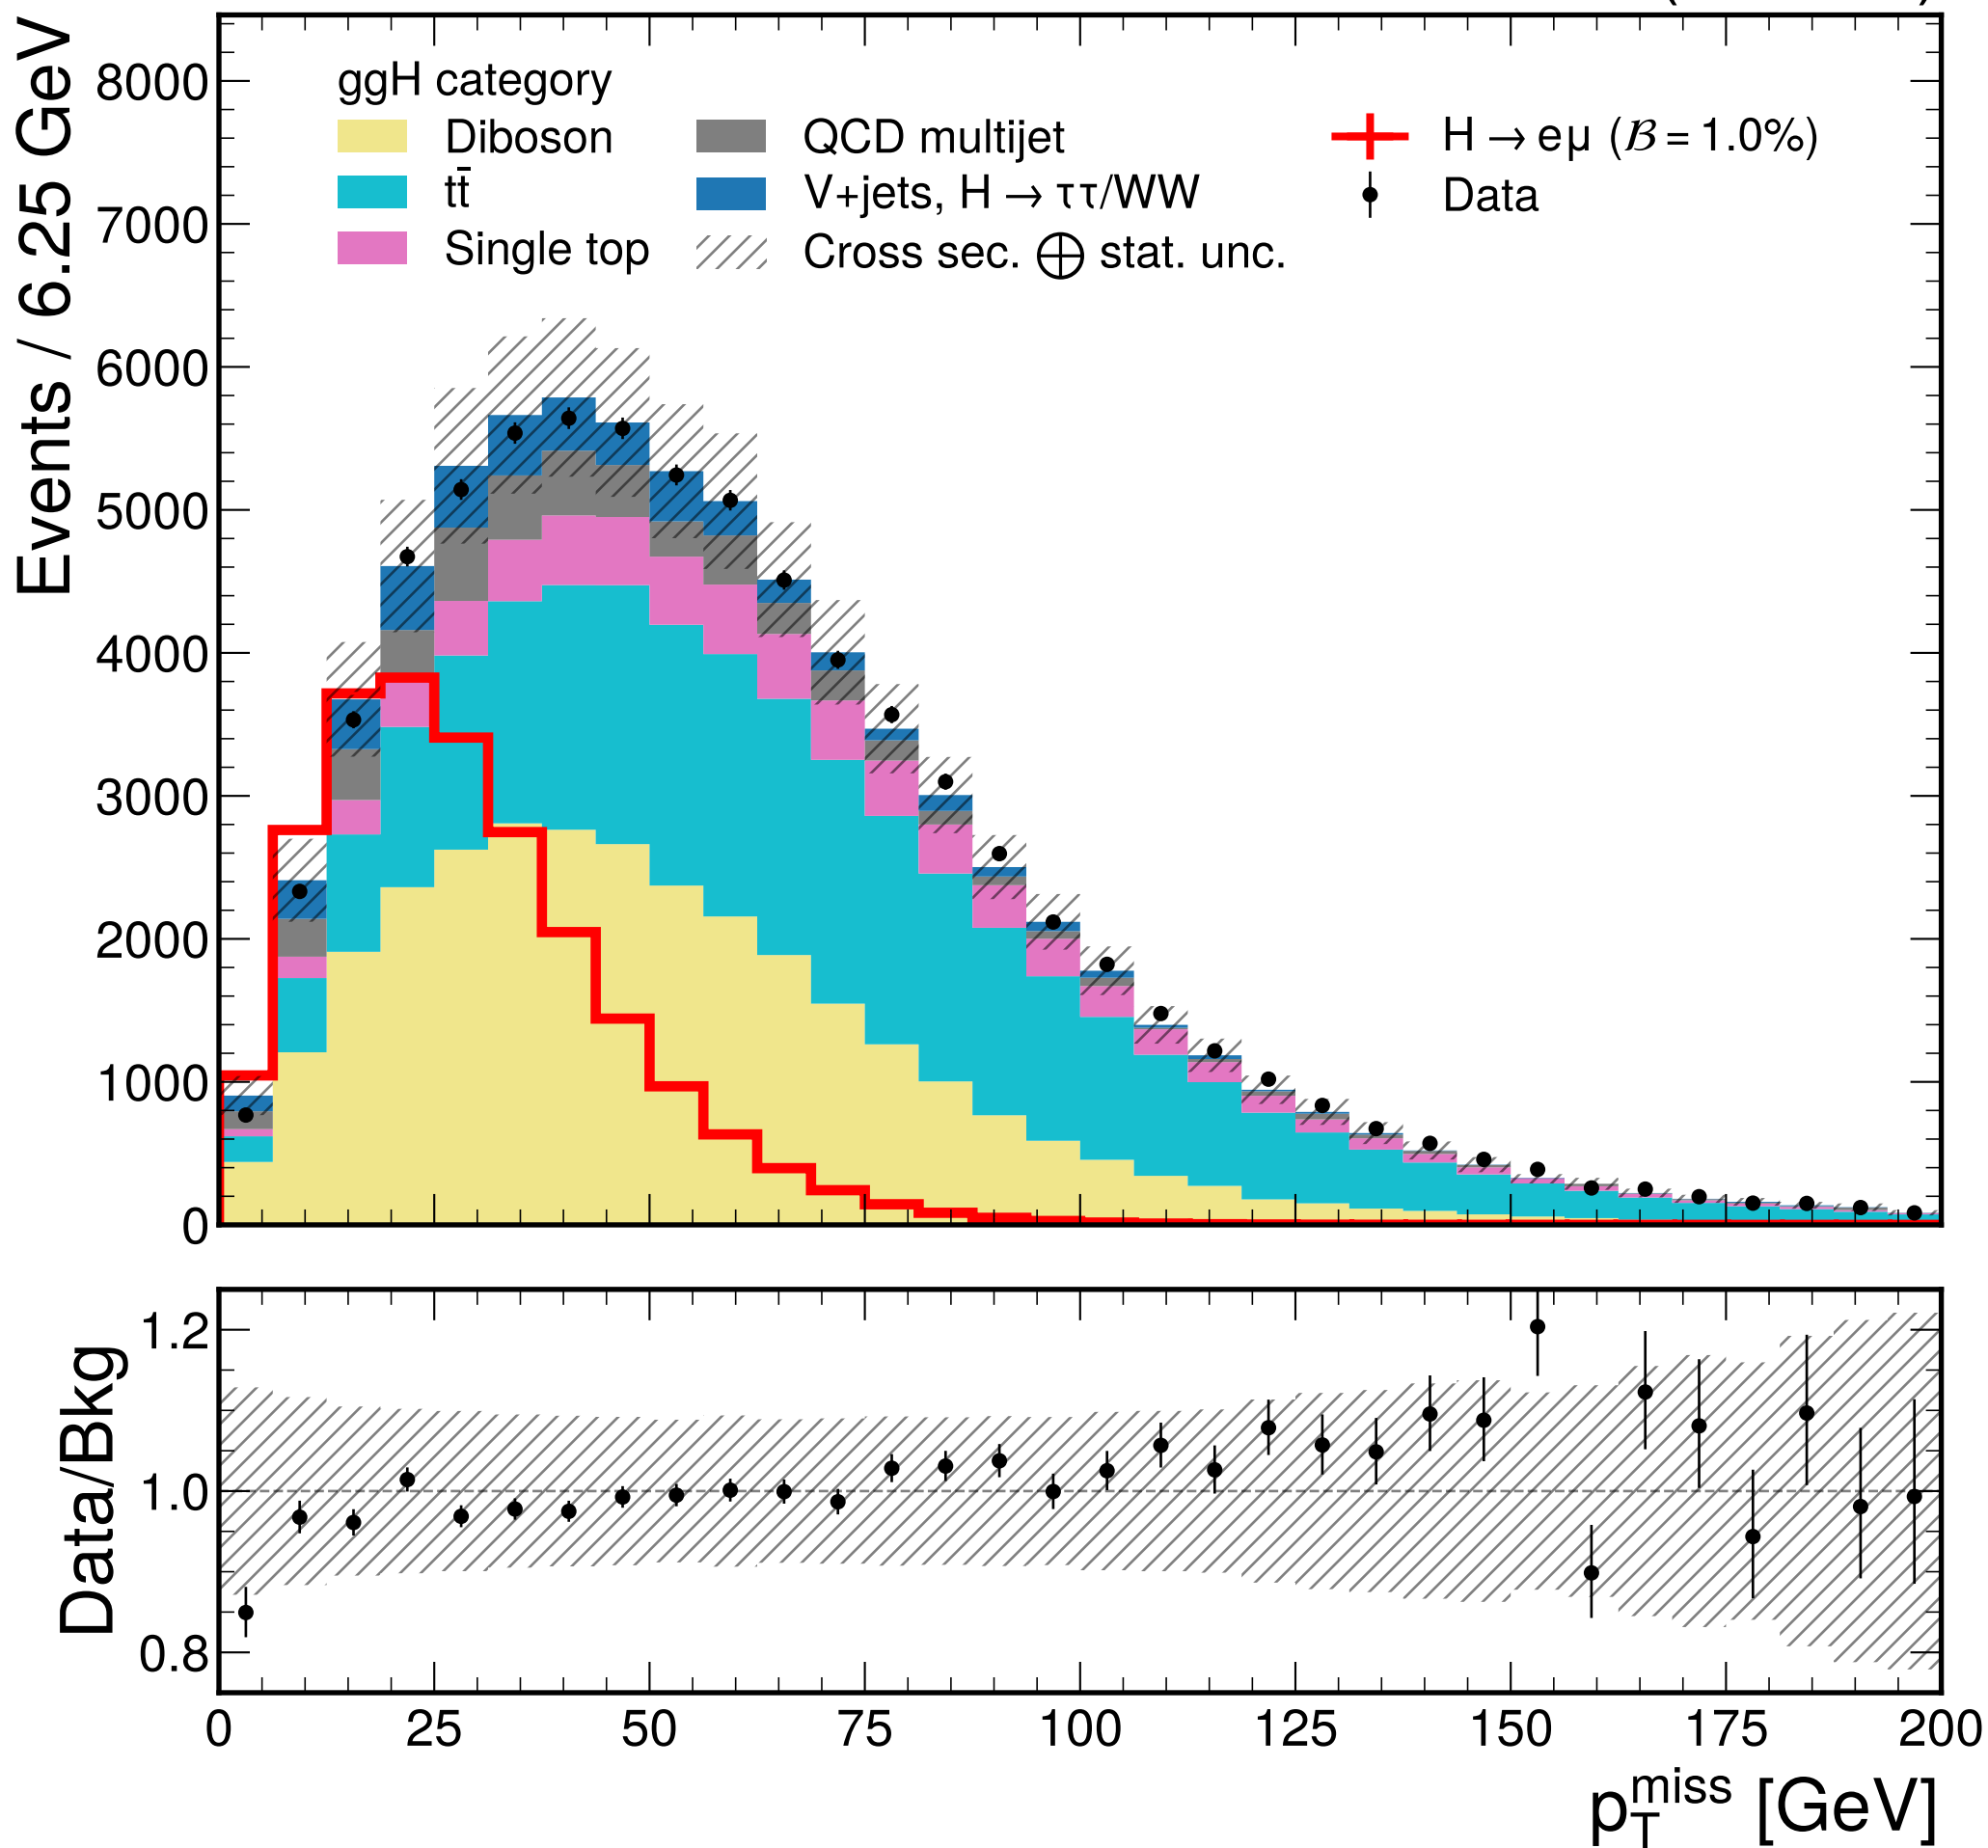 Events / 6.25 GeV
8000
7000
6000
5000
4000
3000
2000
1000
0
ggH category
Diboson
tt̄
Single top
QCD multijet
V+jets, H → ττ/WW
Cross sec. ⊕ stat. unc.
H → eμ (ℬ = 1.0%)
Data
Data/Bkg
1.2
1.0
0.8
0 25 50 75 100 125 150 175 200
p_T^miss [GeV]